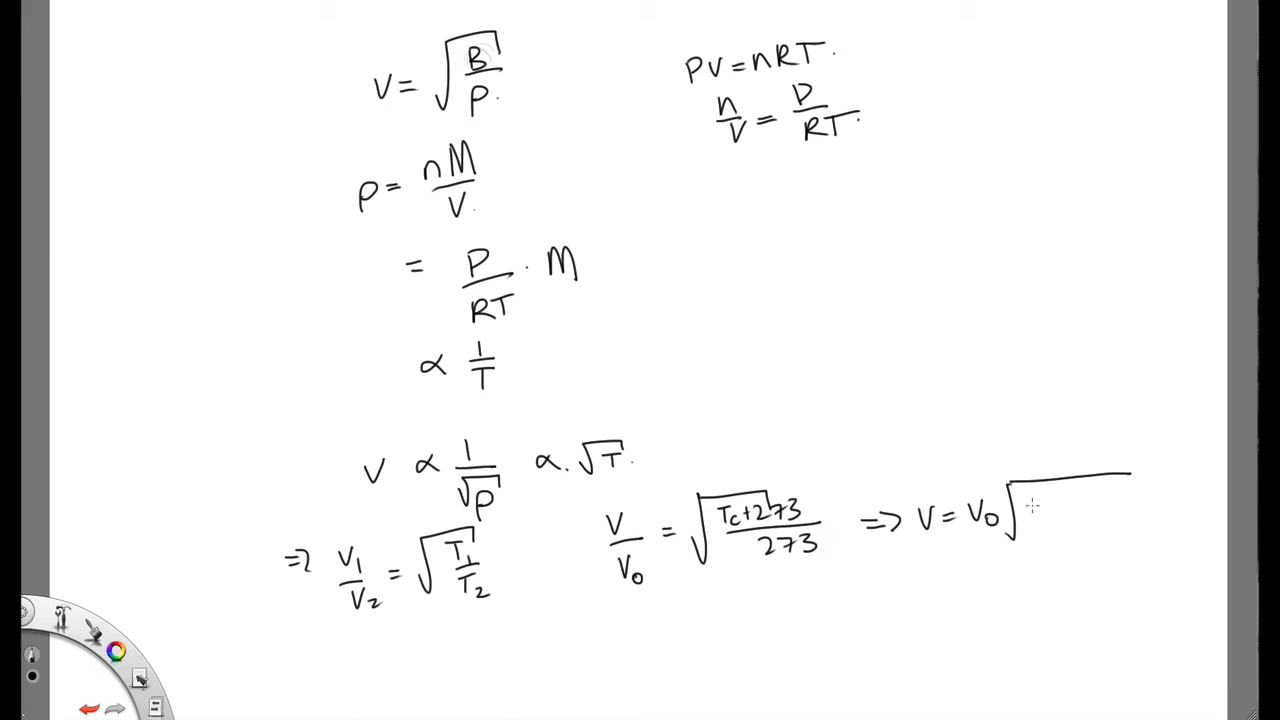 V = √(B/ρ)
PV = nRT.
n/V = P/RT.
ρ = nM/V
= P/RT · M
∝ 1/T
V ∝ 1/√ρ ∝ √T.
⇒ V₁/V₂ = √(T₁/T₂)
V/V₀ = √((Tc+273)/273) ⇒ V = V₀√